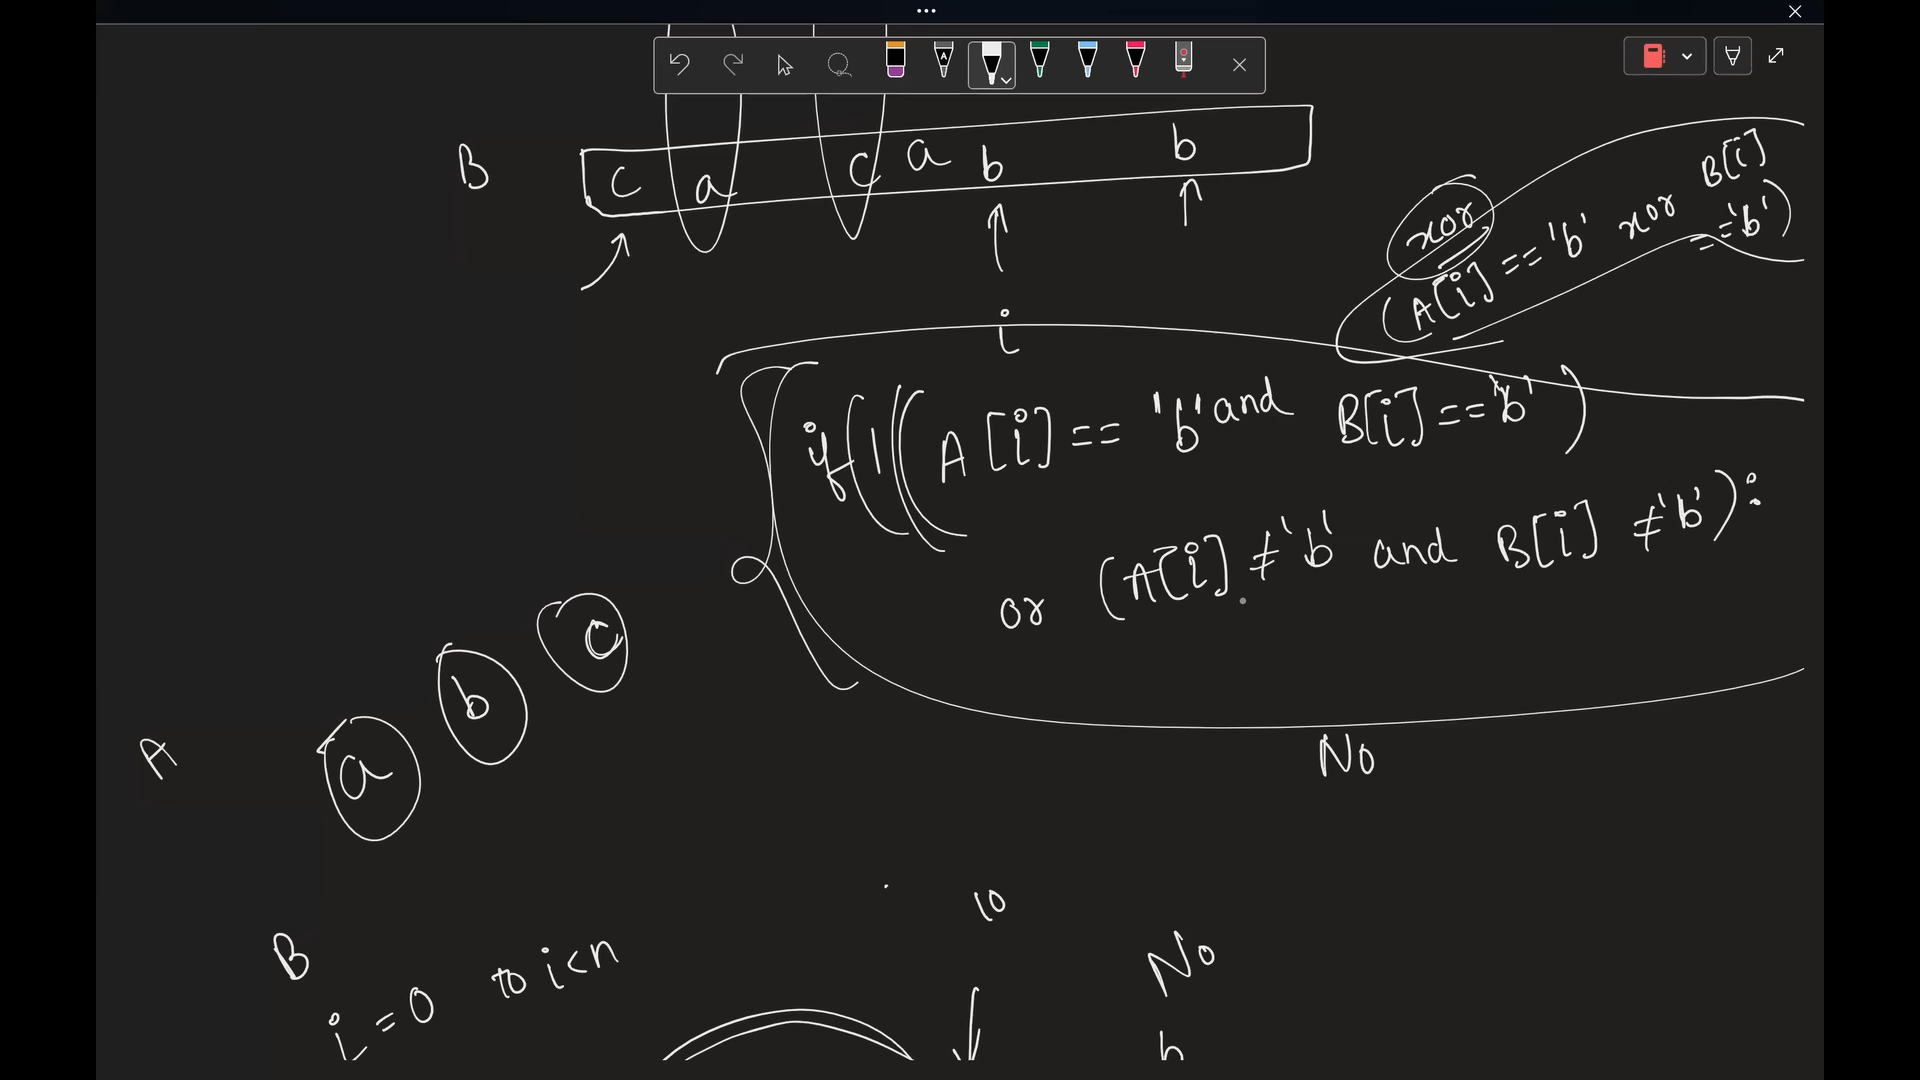 B c a c a b b
i
xor
(A[i] == 'b' xor B[i] == 'b')
if(!((A[i] == 'b' and B[i] == 'b')
or (A[i] ≠ 'b' and B[i] ≠ 'b'):
No
A a b c
10
B
i = 0 to i<n
No
b